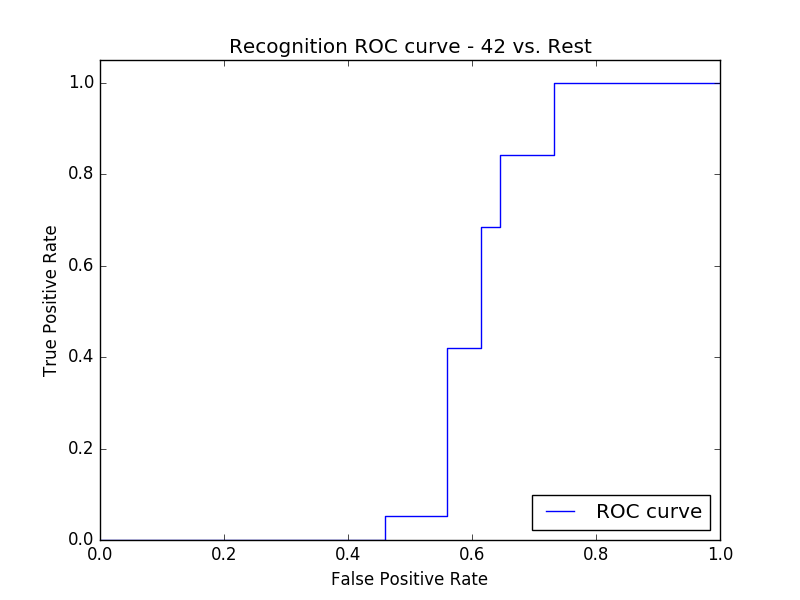 Recognition ROC curve - 42 vs. Rest
1.0
0.8
0.6
0.4
0.2
0.0
True Positive Rate
ROC curve
0.0 0.2 0.4 0.6 0.8 1.0
False Positive Rate